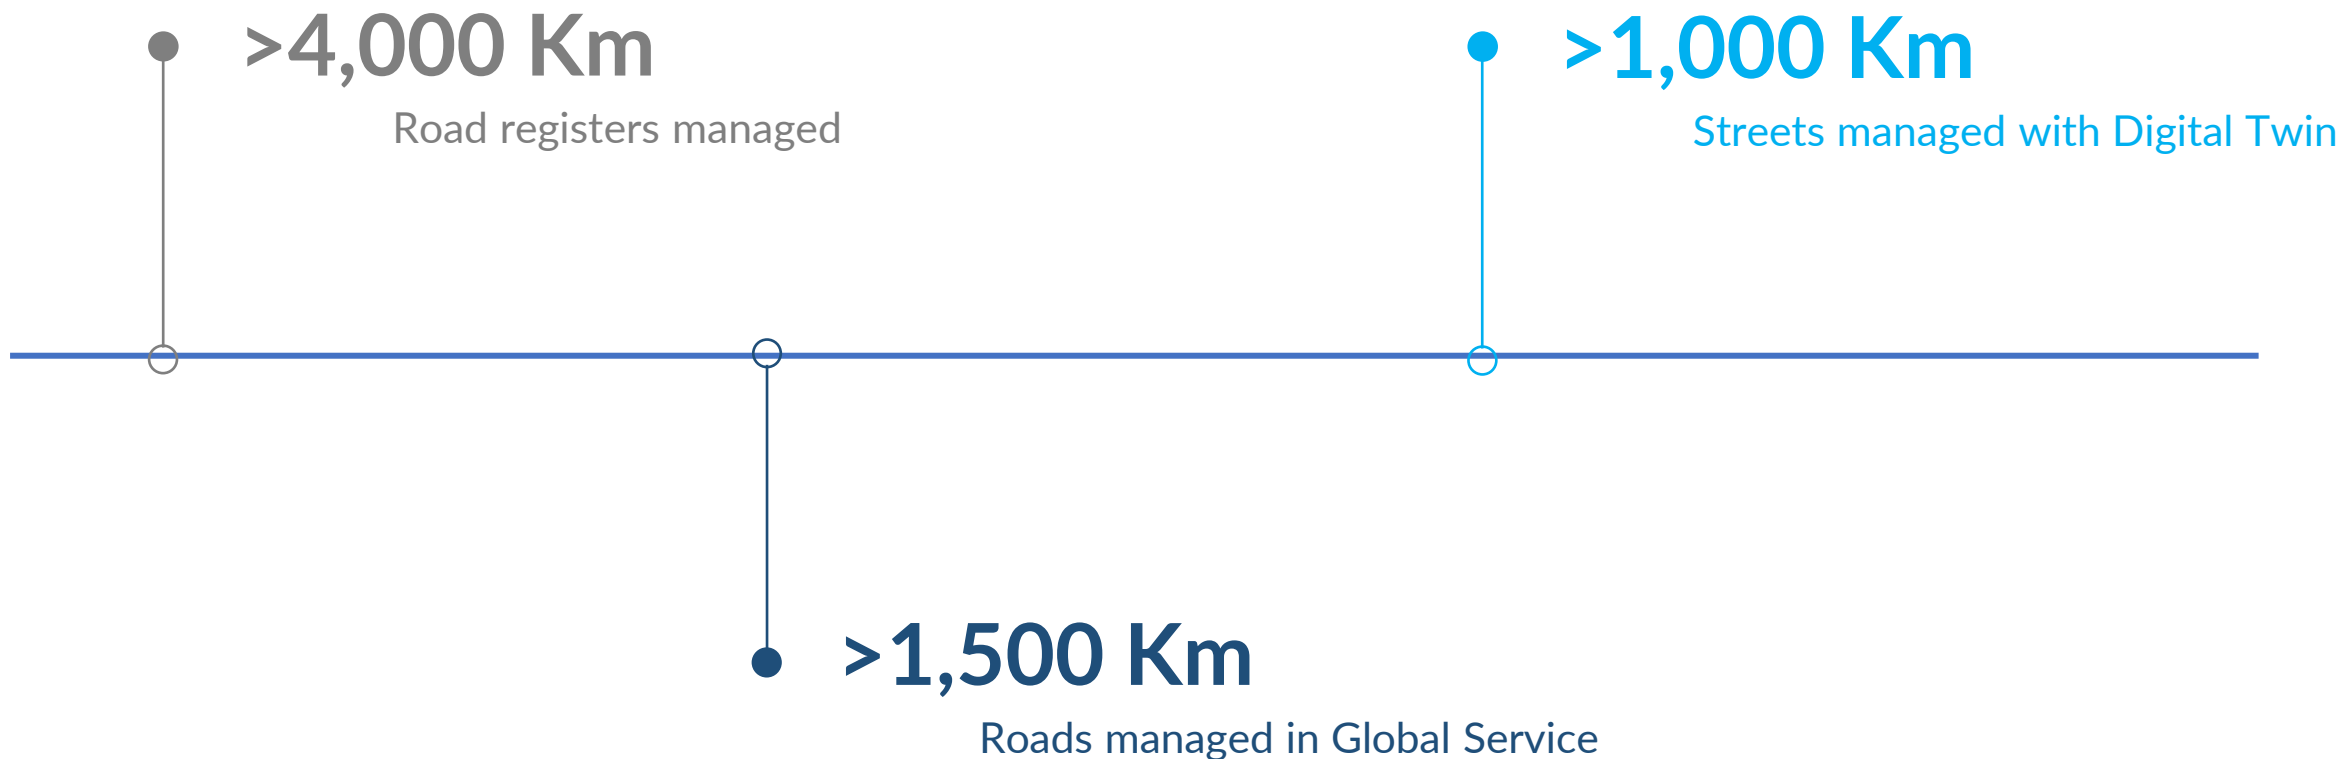 >4,000 Km
Road registers managed
>1,000 Km
Streets managed with Digital Twin
>1,500 Km
Roads managed in Global Service